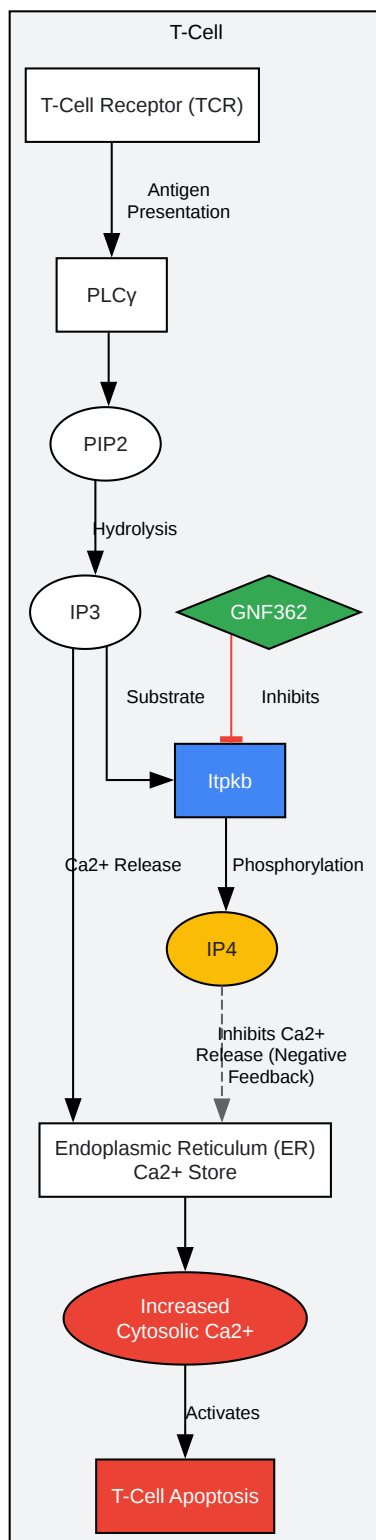 T-Cell
T-Cell Receptor (TCR)
Antigen
Presentation
PLCγ
PIP2
Hydrolysis
IP3
GNF362
Substrate
Inhibits
Itpkb
Ca2+ Release
Phosphorylation
IP4
Inhibits Ca2+
Release (Negative
Feedback)
Endoplasmic Reticulum (ER)
Ca2+ Store
Increased
Cytosolic Ca2+
Activates
T-Cell Apoptosis